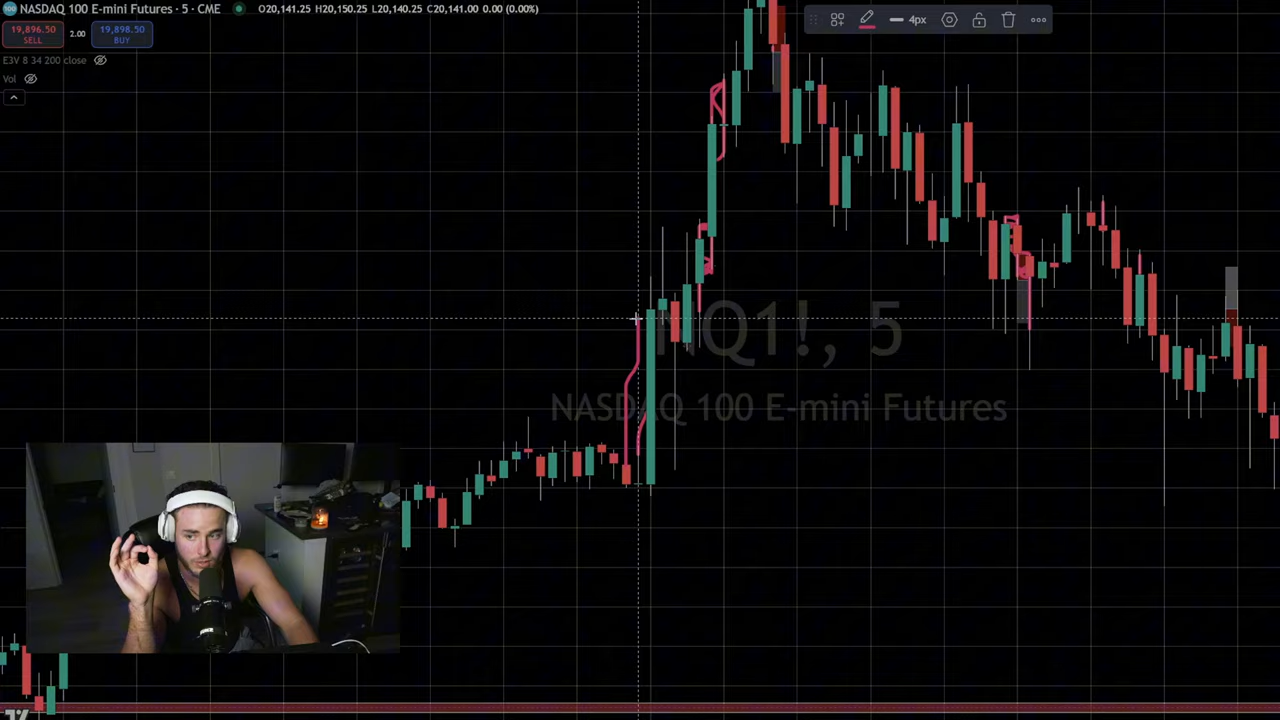 100 NASDAQ 100 E-mini Futures · 5 · CME O20,141.25 H20,150.25 L20,140.25 C20,141.00 0.00 (0.00%)
19,896.50 SELL 2.00 19,898.50 BUY
E3V 8 34 200 close
Vol
4px
NQ1!, 5
NASDAQ 100 E-mini Futures